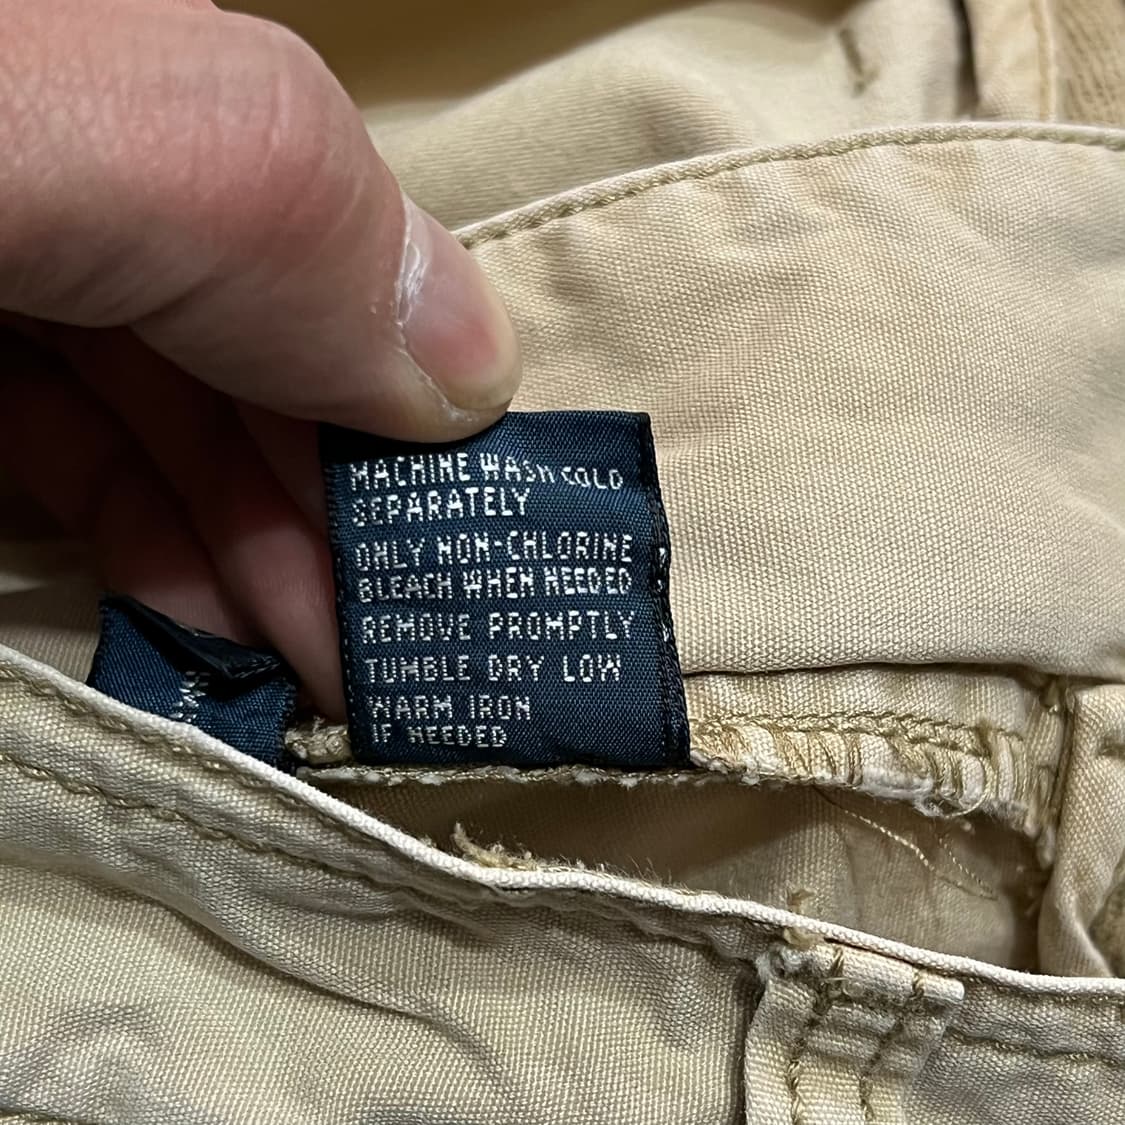 MACHINE WASH COLD
SEPARATELY
ONLY NON-CHLORINE
BLEACH WHEN NEEDED
REMOVE PROMPTLY
TUMBLE DRY LOW
WARM IRON
IF NEEDED